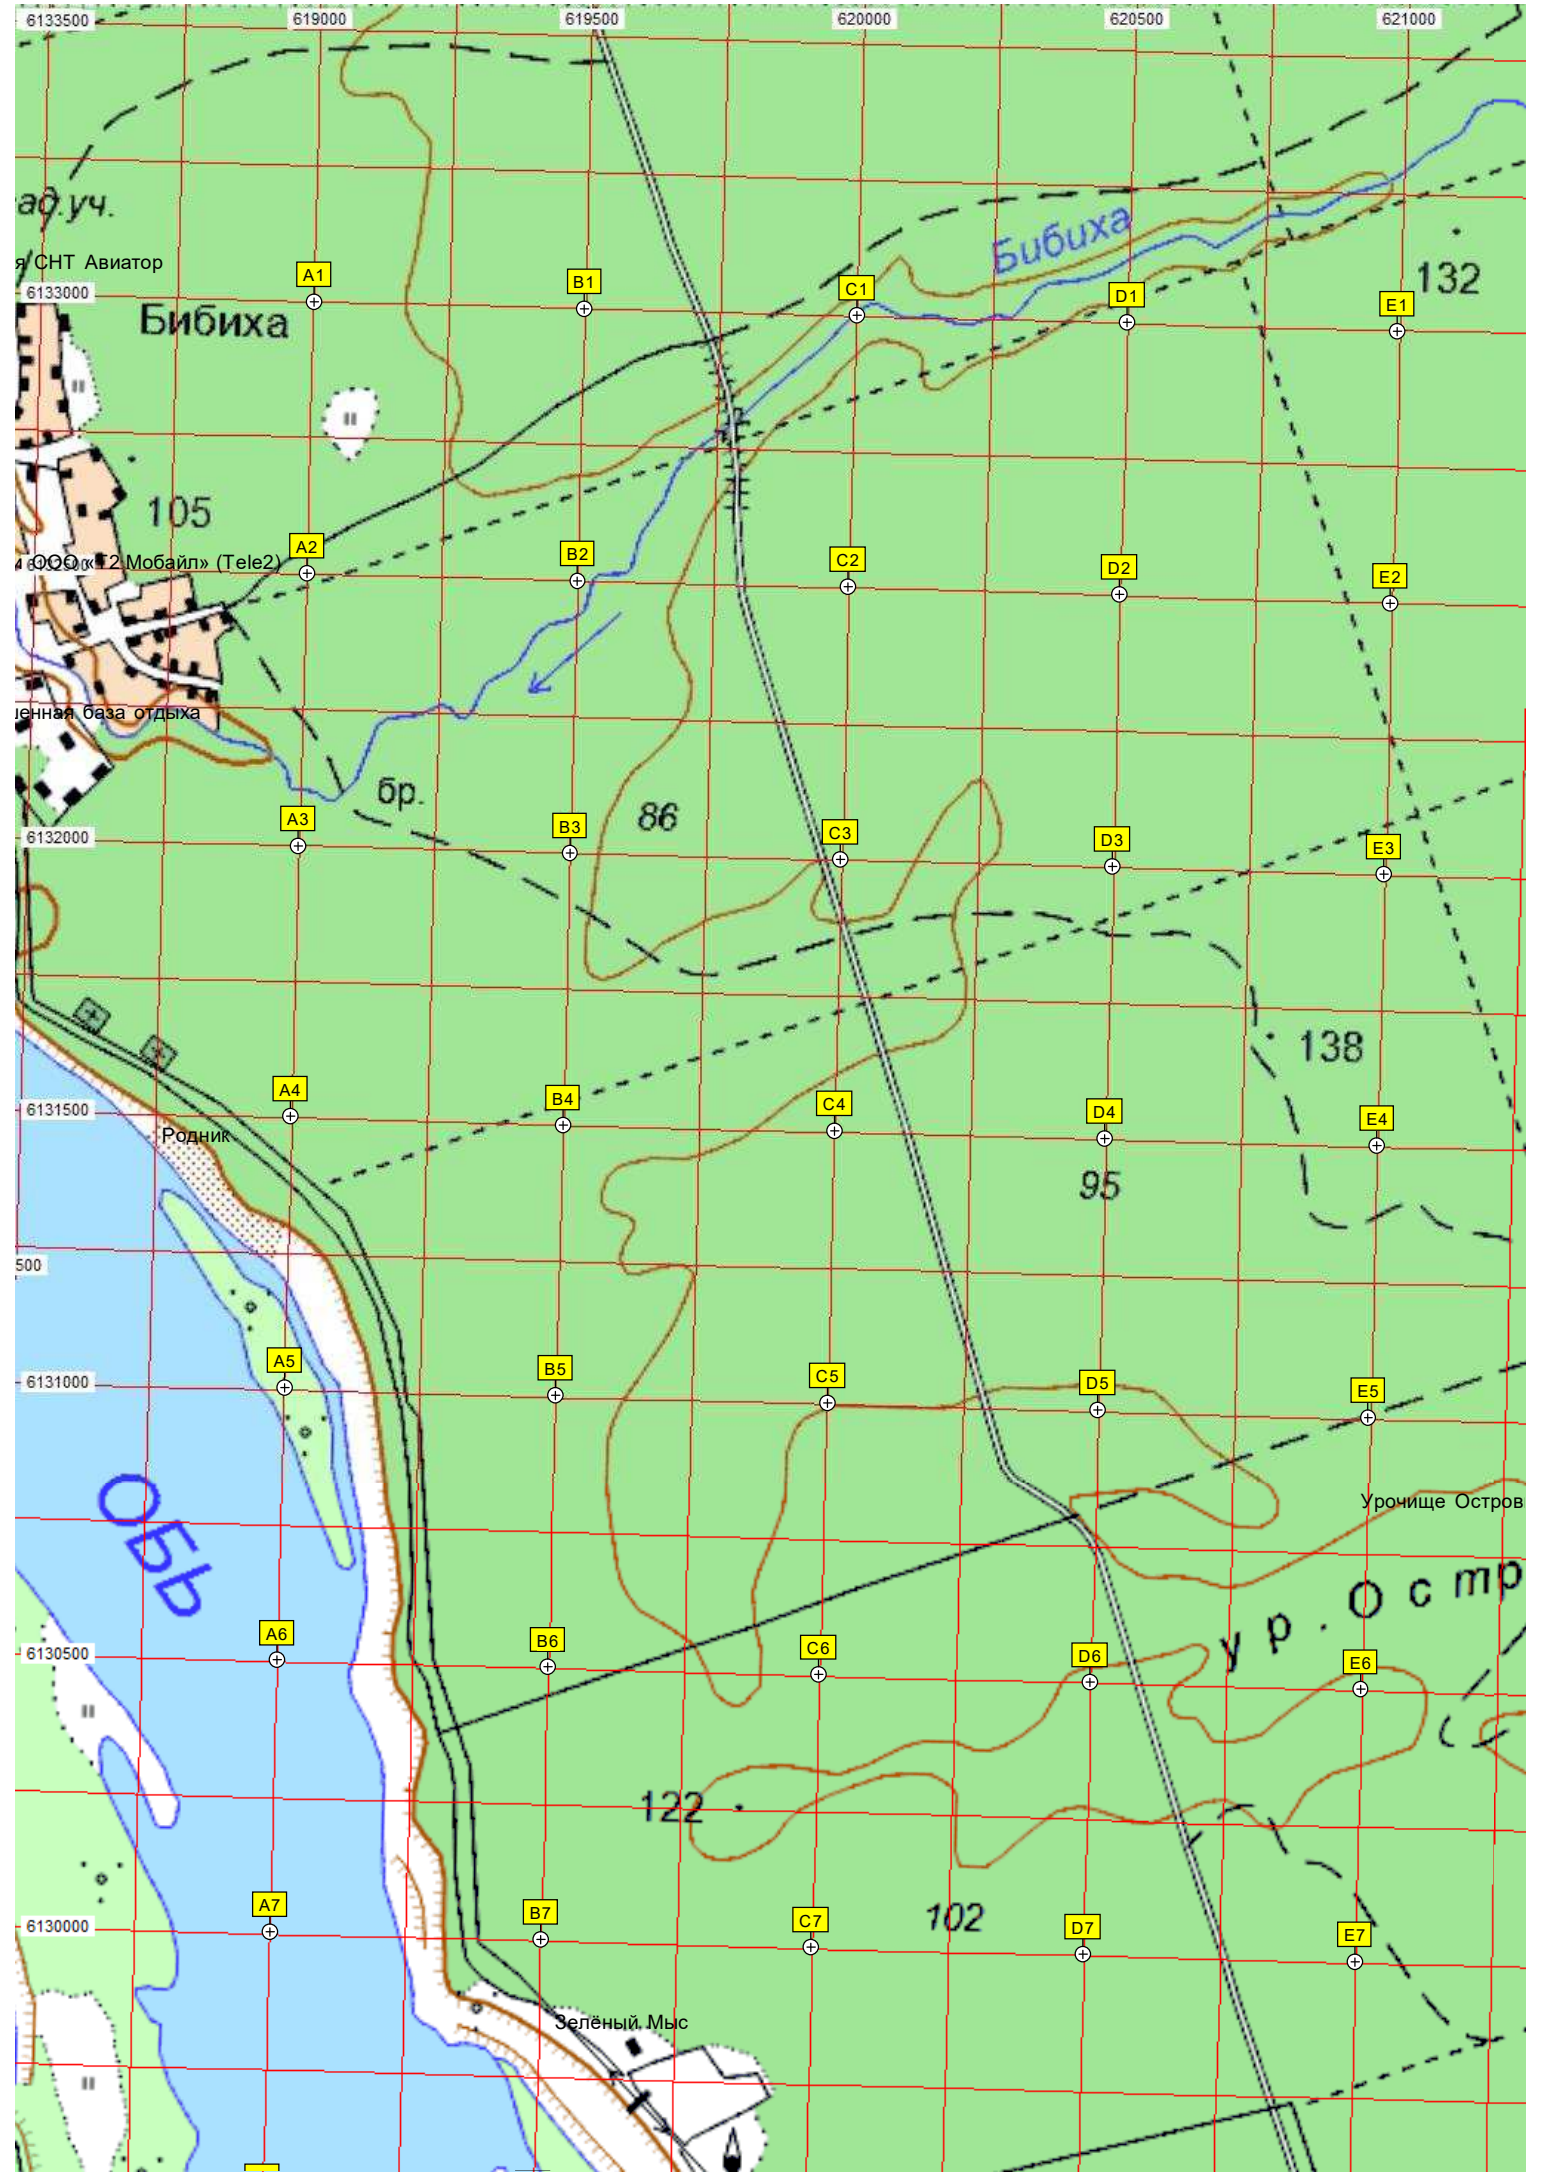 6133500 619000 619500 620000 620500 621000
ад.уч.
Бибиха
я СНТ Авиатор
6133000
A1 B1 C1 D1 E1
132
Бибиха
105
A2 B2 C2 D2 E2
ООО «Т2 Мобайл» (Tele2)
енная база отдыха
бр.
86
6132000
A3 B3 C3 D3 E3
138
6131500
A4 B4 C4 D4 E4
Родник
95
500
6131000
A5 B5 C5 D5 E5
ОБЬ
Урочище Остров
ур. Остр
6130500
A6 B6 C6 D6 E6
122
102
6130000
A7 B7 C7 D7 E7
Зелёный Мыс